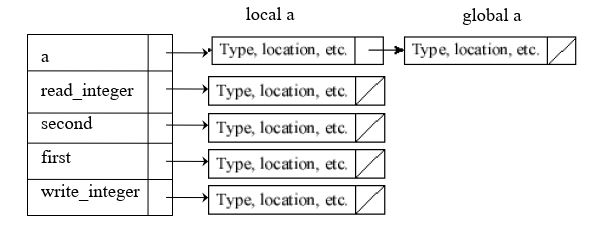 local a
global a
a
Type, location, etc.
Type, location, etc.
read_integer
Type, location, etc.
second
Type, location, etc.
first
Type, location, etc.
write_integer
Type, location, etc.